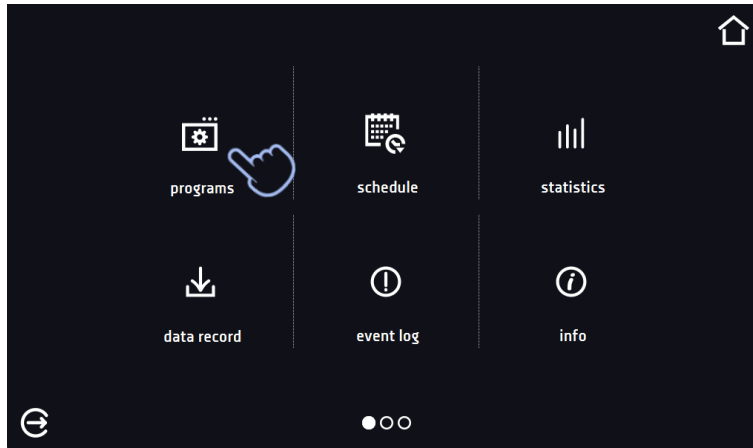 programs
schedule
statistics
data record
event log
info